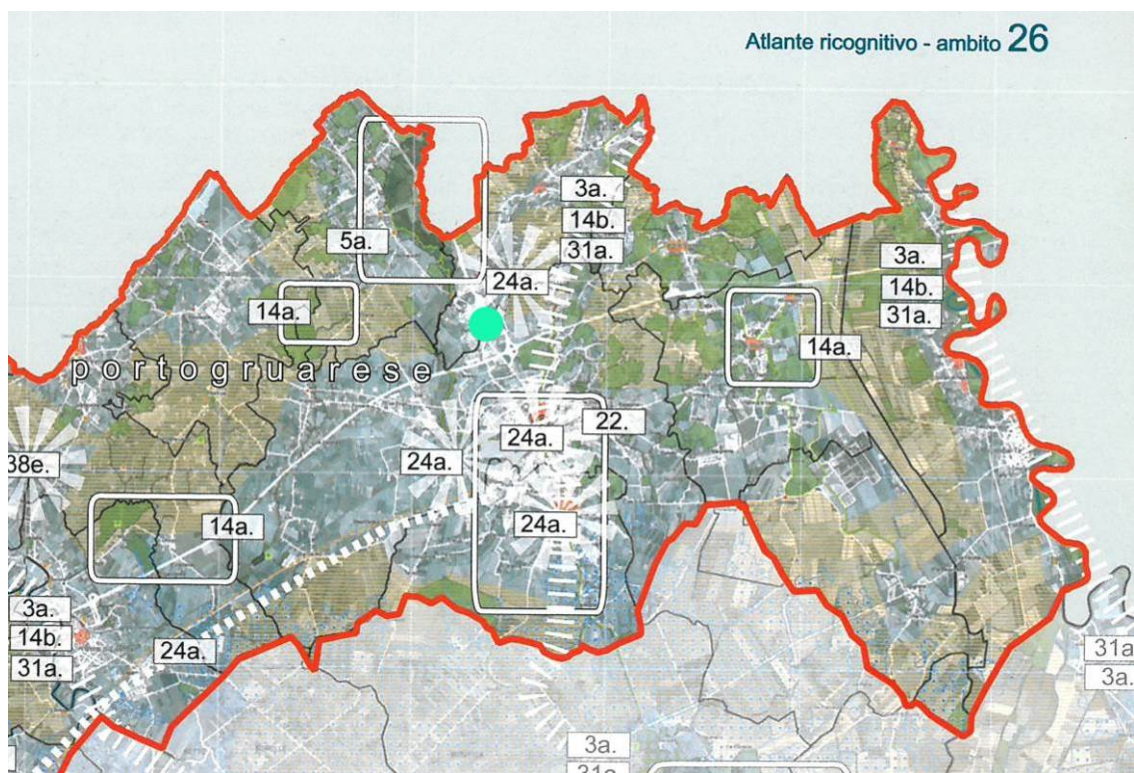 Atlante ricognitivo - ambito 26
3a.
14b.
31a.
5a.
24a.
3a.
14b.
31a.
14a.
14a.
portogruarese
22.
24a.
24a.
38e.
14a.
24a.
3a.
14b.
31a.
24a.
31a
3a.
3a.
31a